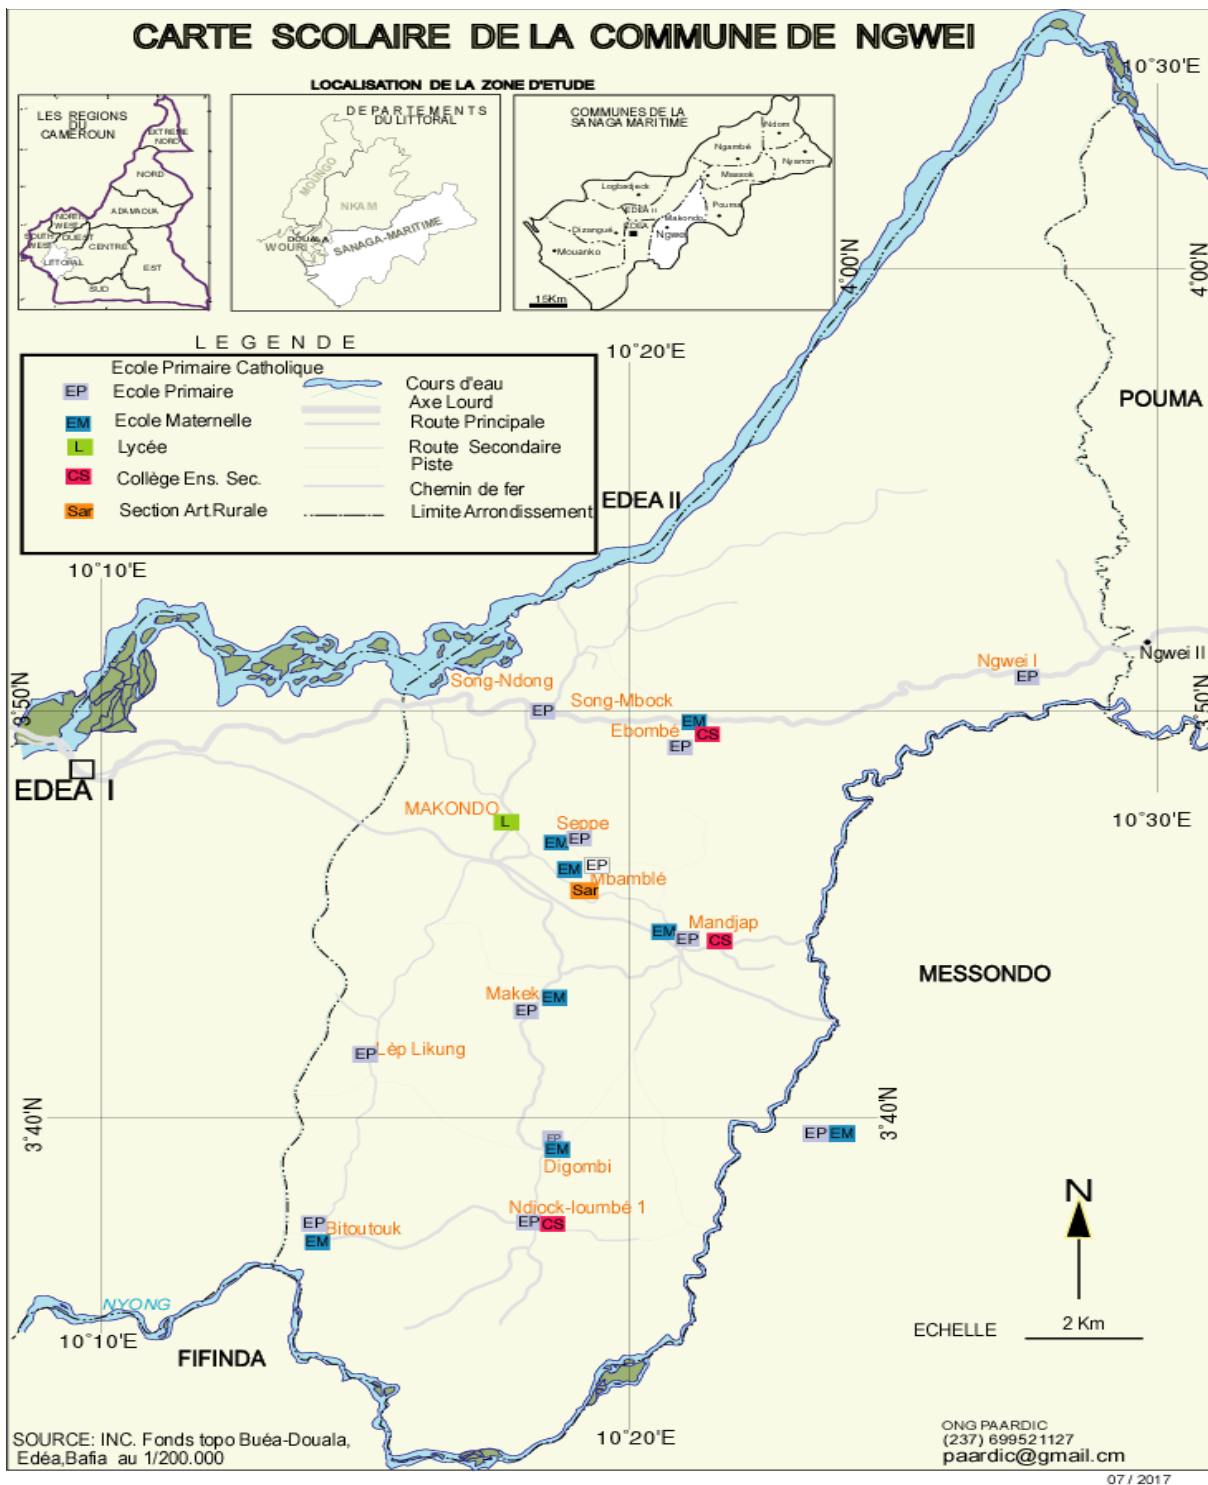 CARTE SCOLAIRE DE LA COMMUNE DE NGWEI
10°30'E
LOCALISATION DE LA ZONE D'ETUDE
LES REGIONS
DU
CAMEROUN
EXTREME
NORD
NORD
ADAMAOUA
NORTH
WEST
SOUTH
WEST
OUEST
CENTRE
LITTORAL
EST
SUD
DEPARTEMENTS
DU LITTORAL
MOUNGO
NKAM
DOUALA
WOURI
SANAGA-MARITIME
COMMUNES DE LA
SANAGA MARITIME
Ndom
Ngambé
Nyanon
Massok
Logbadjeck
Pouma
EDEA II
Makondo
Dizangué
Ngwei
Mouanko
15Km
4°00'N
4°00'N
LEGENDE
Ecole Primaire Catholique
EP Ecole Primaire
EM Ecole Maternelle
L Lycée
CS Collège Ens. Sec.
Sar Section Art.Rurale
Cours d'eau
Axe Lourd
Route Principale
Route Secondaire
Piste
Chemin de fer
Limite Arrondissement
10°20'E
POUMA
EDEA II
10°10'E
Ngwei II
Ngwei I
EP
Song-Ndong
EP
Song-Mbock
3°50'N
3°50'N
EM
Ebombé
CS
EP
EDEA I
MAKONDO
L
10°30'E
Seppe
EM
EP
EM
EP
Mbamblé
Sar
Mandjap
EM
EP
CS
MESSONDO
Makek
EM
EP
EP
Lèp Likung
3°40'N
3°40'N
EP
EM
EP
EM
Digombi
Ndjock-loumbé 1
EP
CS
EP
Bitoutouk
EM
N
NYONG
10°10'E
FIFINDA
ECHELLE
2 Km
10°20'E
SOURCE: INC. Fonds topo Buéa-Douala,
Edéa,Bafia au 1/200.000
ONG PAARDIC
(237) 699521127
paardic@gmail.cm
07 / 2017